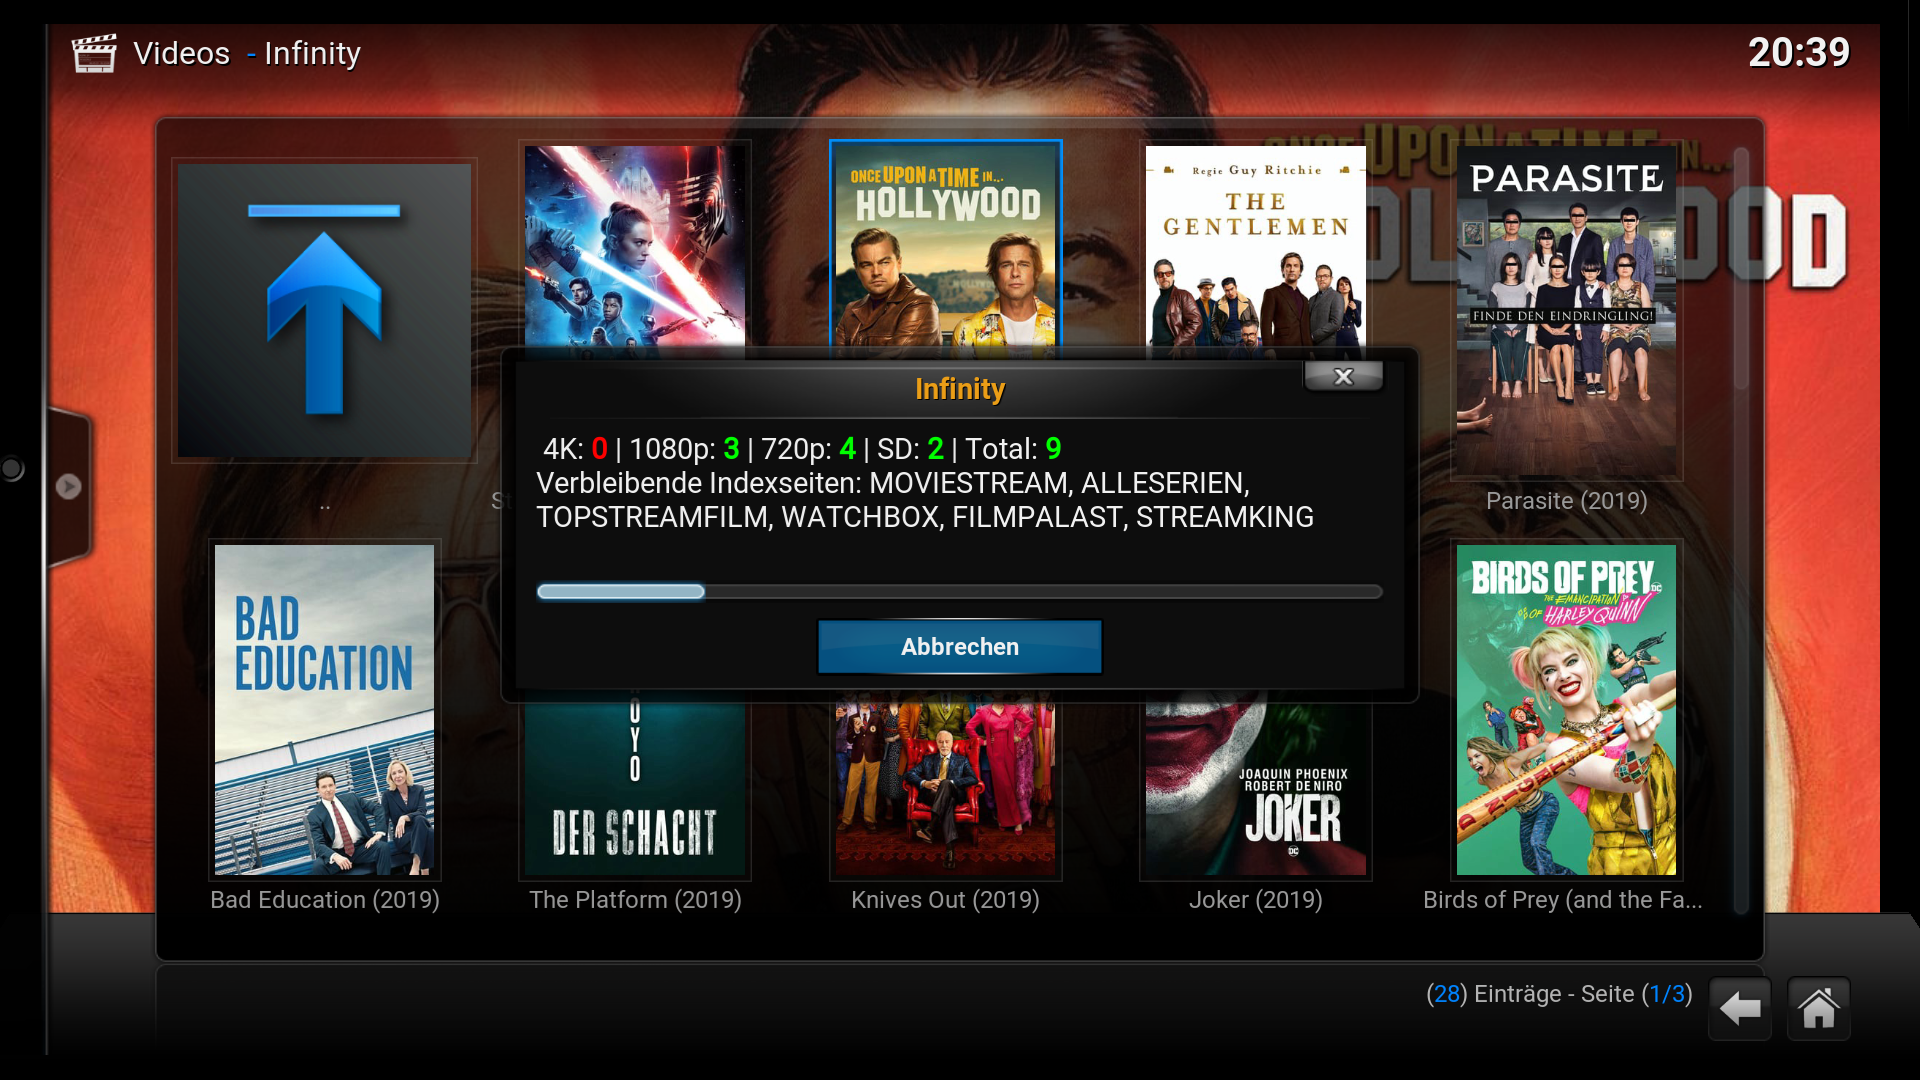 Videos - Infinity
20:39
ONCE UPON A TIME IN...
HOLLYWOOD
Regie Guy Ritchie
THE
GENTLEMEN
PARASITE
FINDE DEN EINDRINGLING!
..
St
Parasite (2019)
Infinity
x
4K: 0 | 1080p: 3 | 720p: 4 | SD: 2 | Total: 9
Verbleibende Indexseiten: MOVIESTREAM, ALLESERIEN,
TOPSTREAMFILM, WATCHBOX, FILMPALAST, STREAMKING
Abbrechen
BAD
EDUCATION
OYO
DER SCHACHT
JOAQUIN PHOENIX
ROBERT DE NIRO
JOKER
DC
BIRDS OF PREY
DC
THE EMANCIPATION
OF HARLEY QUINN
Bad Education (2019)
The Platform (2019)
Knives Out (2019)
Joker (2019)
Birds of Prey (and the Fa...
(28) Einträge - Seite (1/3)